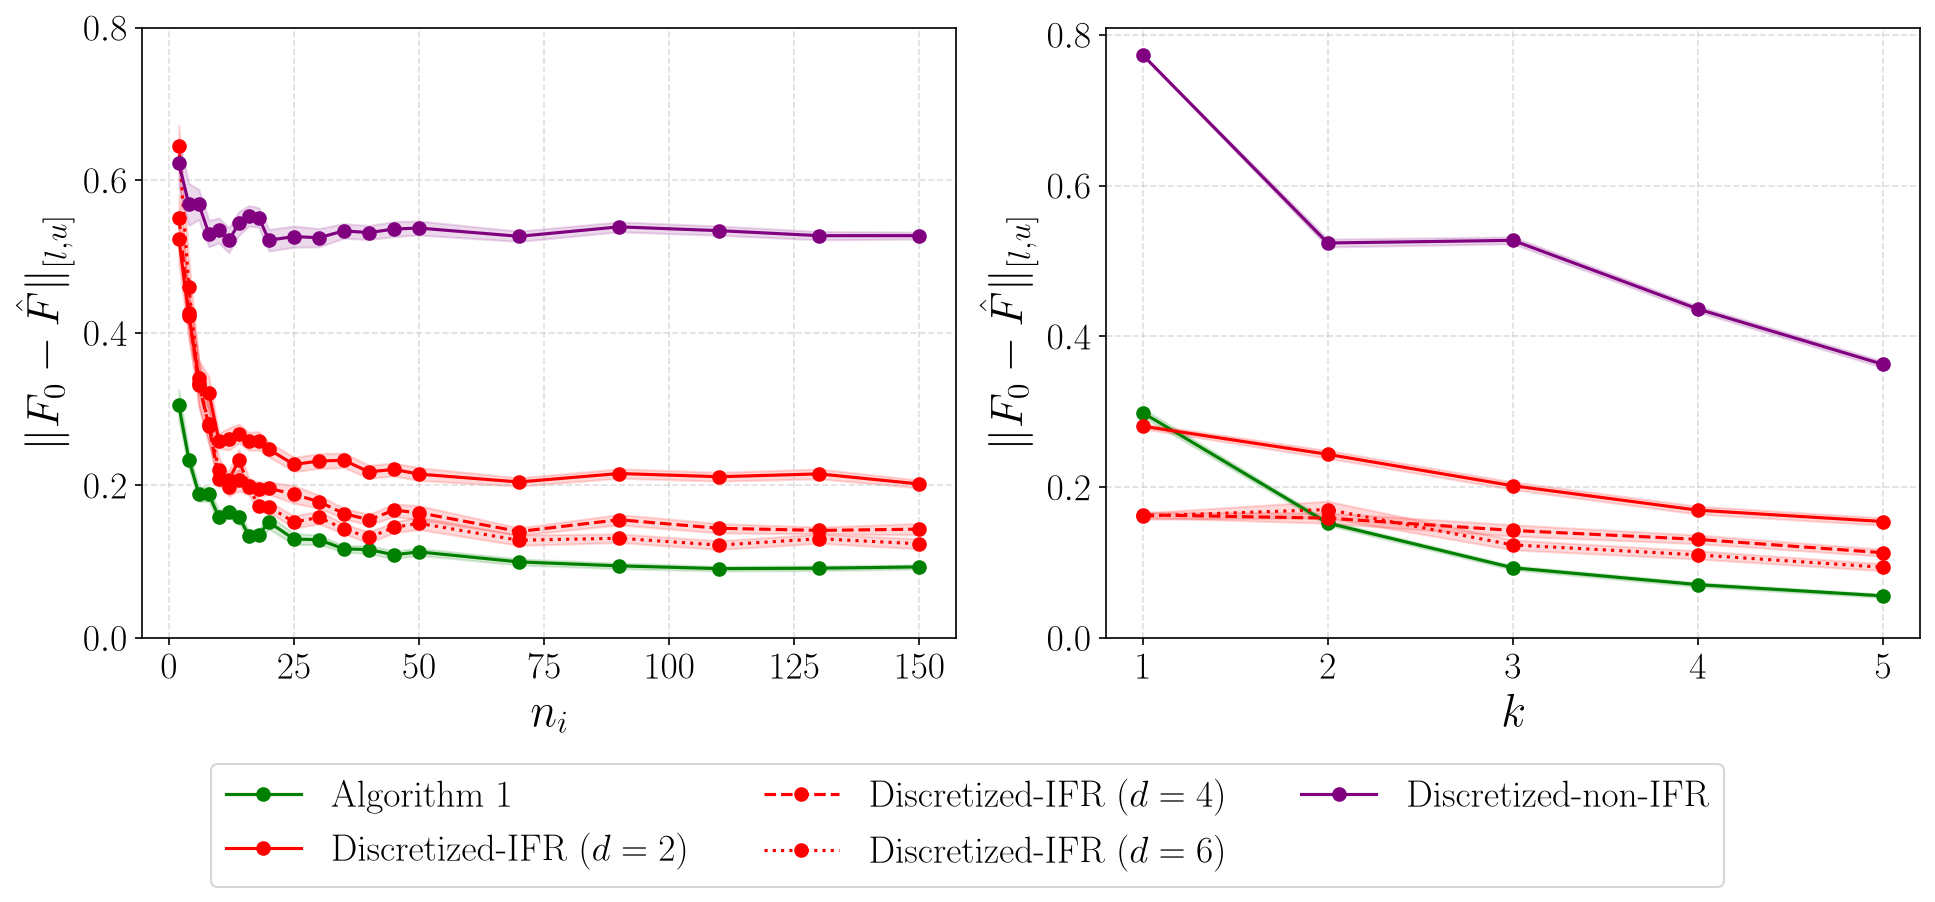 ‖F₀ − F̂‖[l,u]
0.8
0.6
0.4
0.2
0.0
0 25 50 75 100 125 150
nᵢ
‖F₀ − F̂‖[l,u]
0.8
0.6
0.4
0.2
0.0
1 2 3 4 5
k
Algorithm 1
Discretized-IFR (d = 2)
Discretized-IFR (d = 4)
Discretized-IFR (d = 6)
Discretized-non-IFR